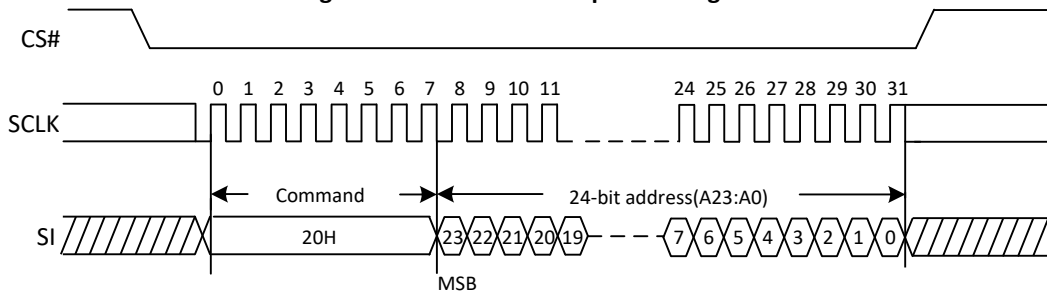 CS#
0 1 2 3 4 5 6 7 8 9 10 11 24 25 26 27 28 29 30 31
SCLK
Command 24-bit address(A23:A0)
SI 20H 23 22 21 20 19 7 6 5 4 3 2 1 0
MSB